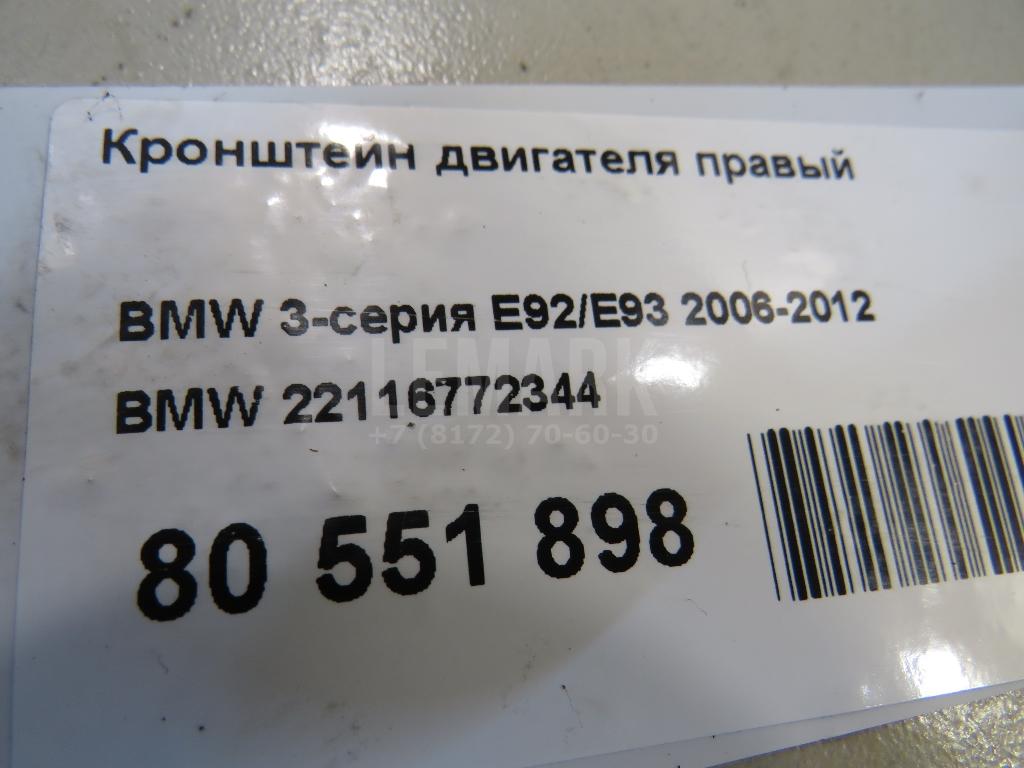 Кронштейн двигателя правый
BMW 3-серия E92/E93 2006-2012
BMW 22116772344
LEMARK
+7 (8172) 70-60-30
80 551 898